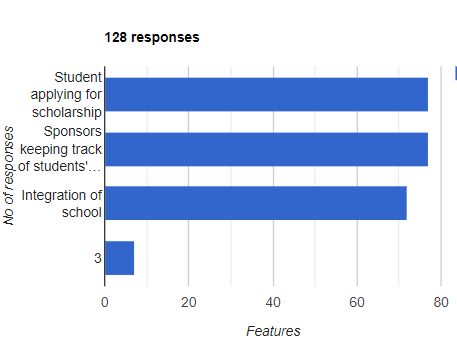 128 responses
Student
applying for
scholarship
Sponsors
keeping track
of students'...
Integration of
school
3
No of responses
0 20 40 60 80
Features